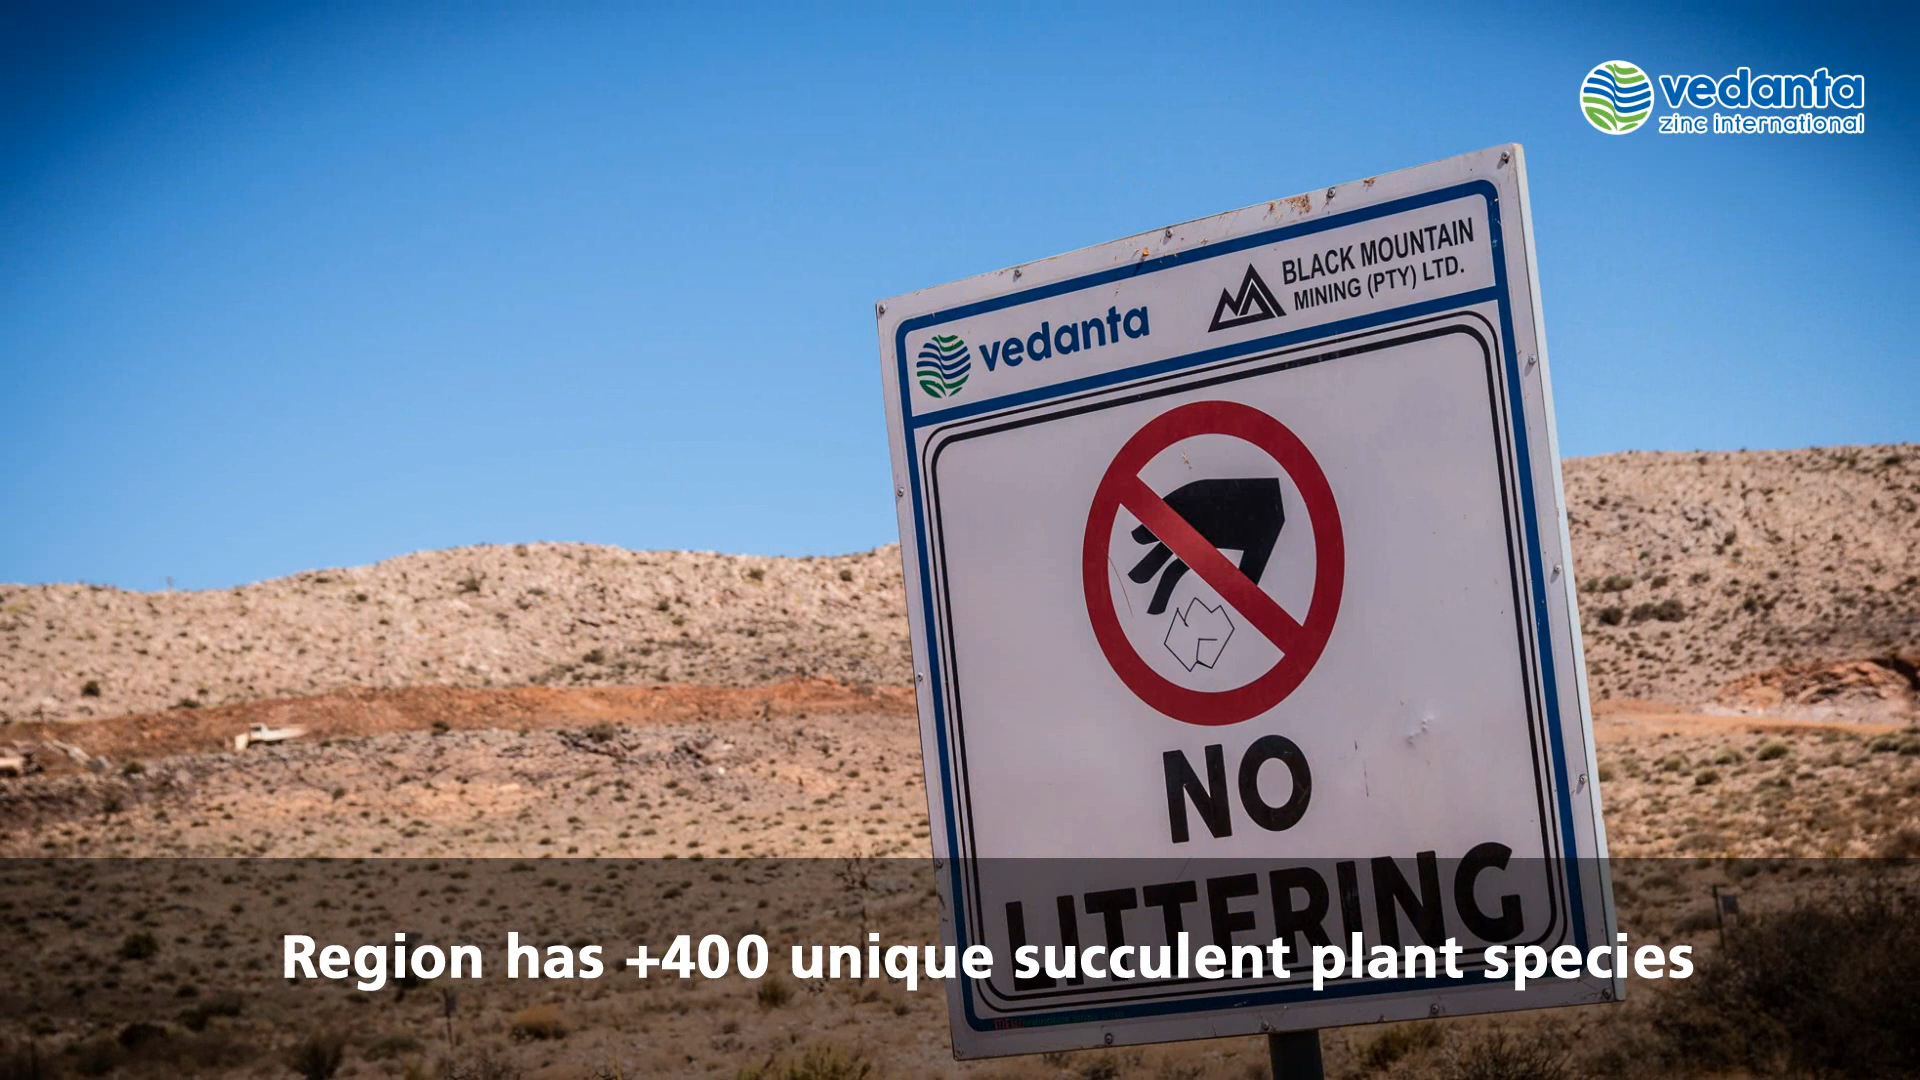 vedanta
zinc international
vedanta
BLACK MOUNTAIN
MINING (PTY) LTD.
NO
LITTERING
Region has +400 unique succulent plant species